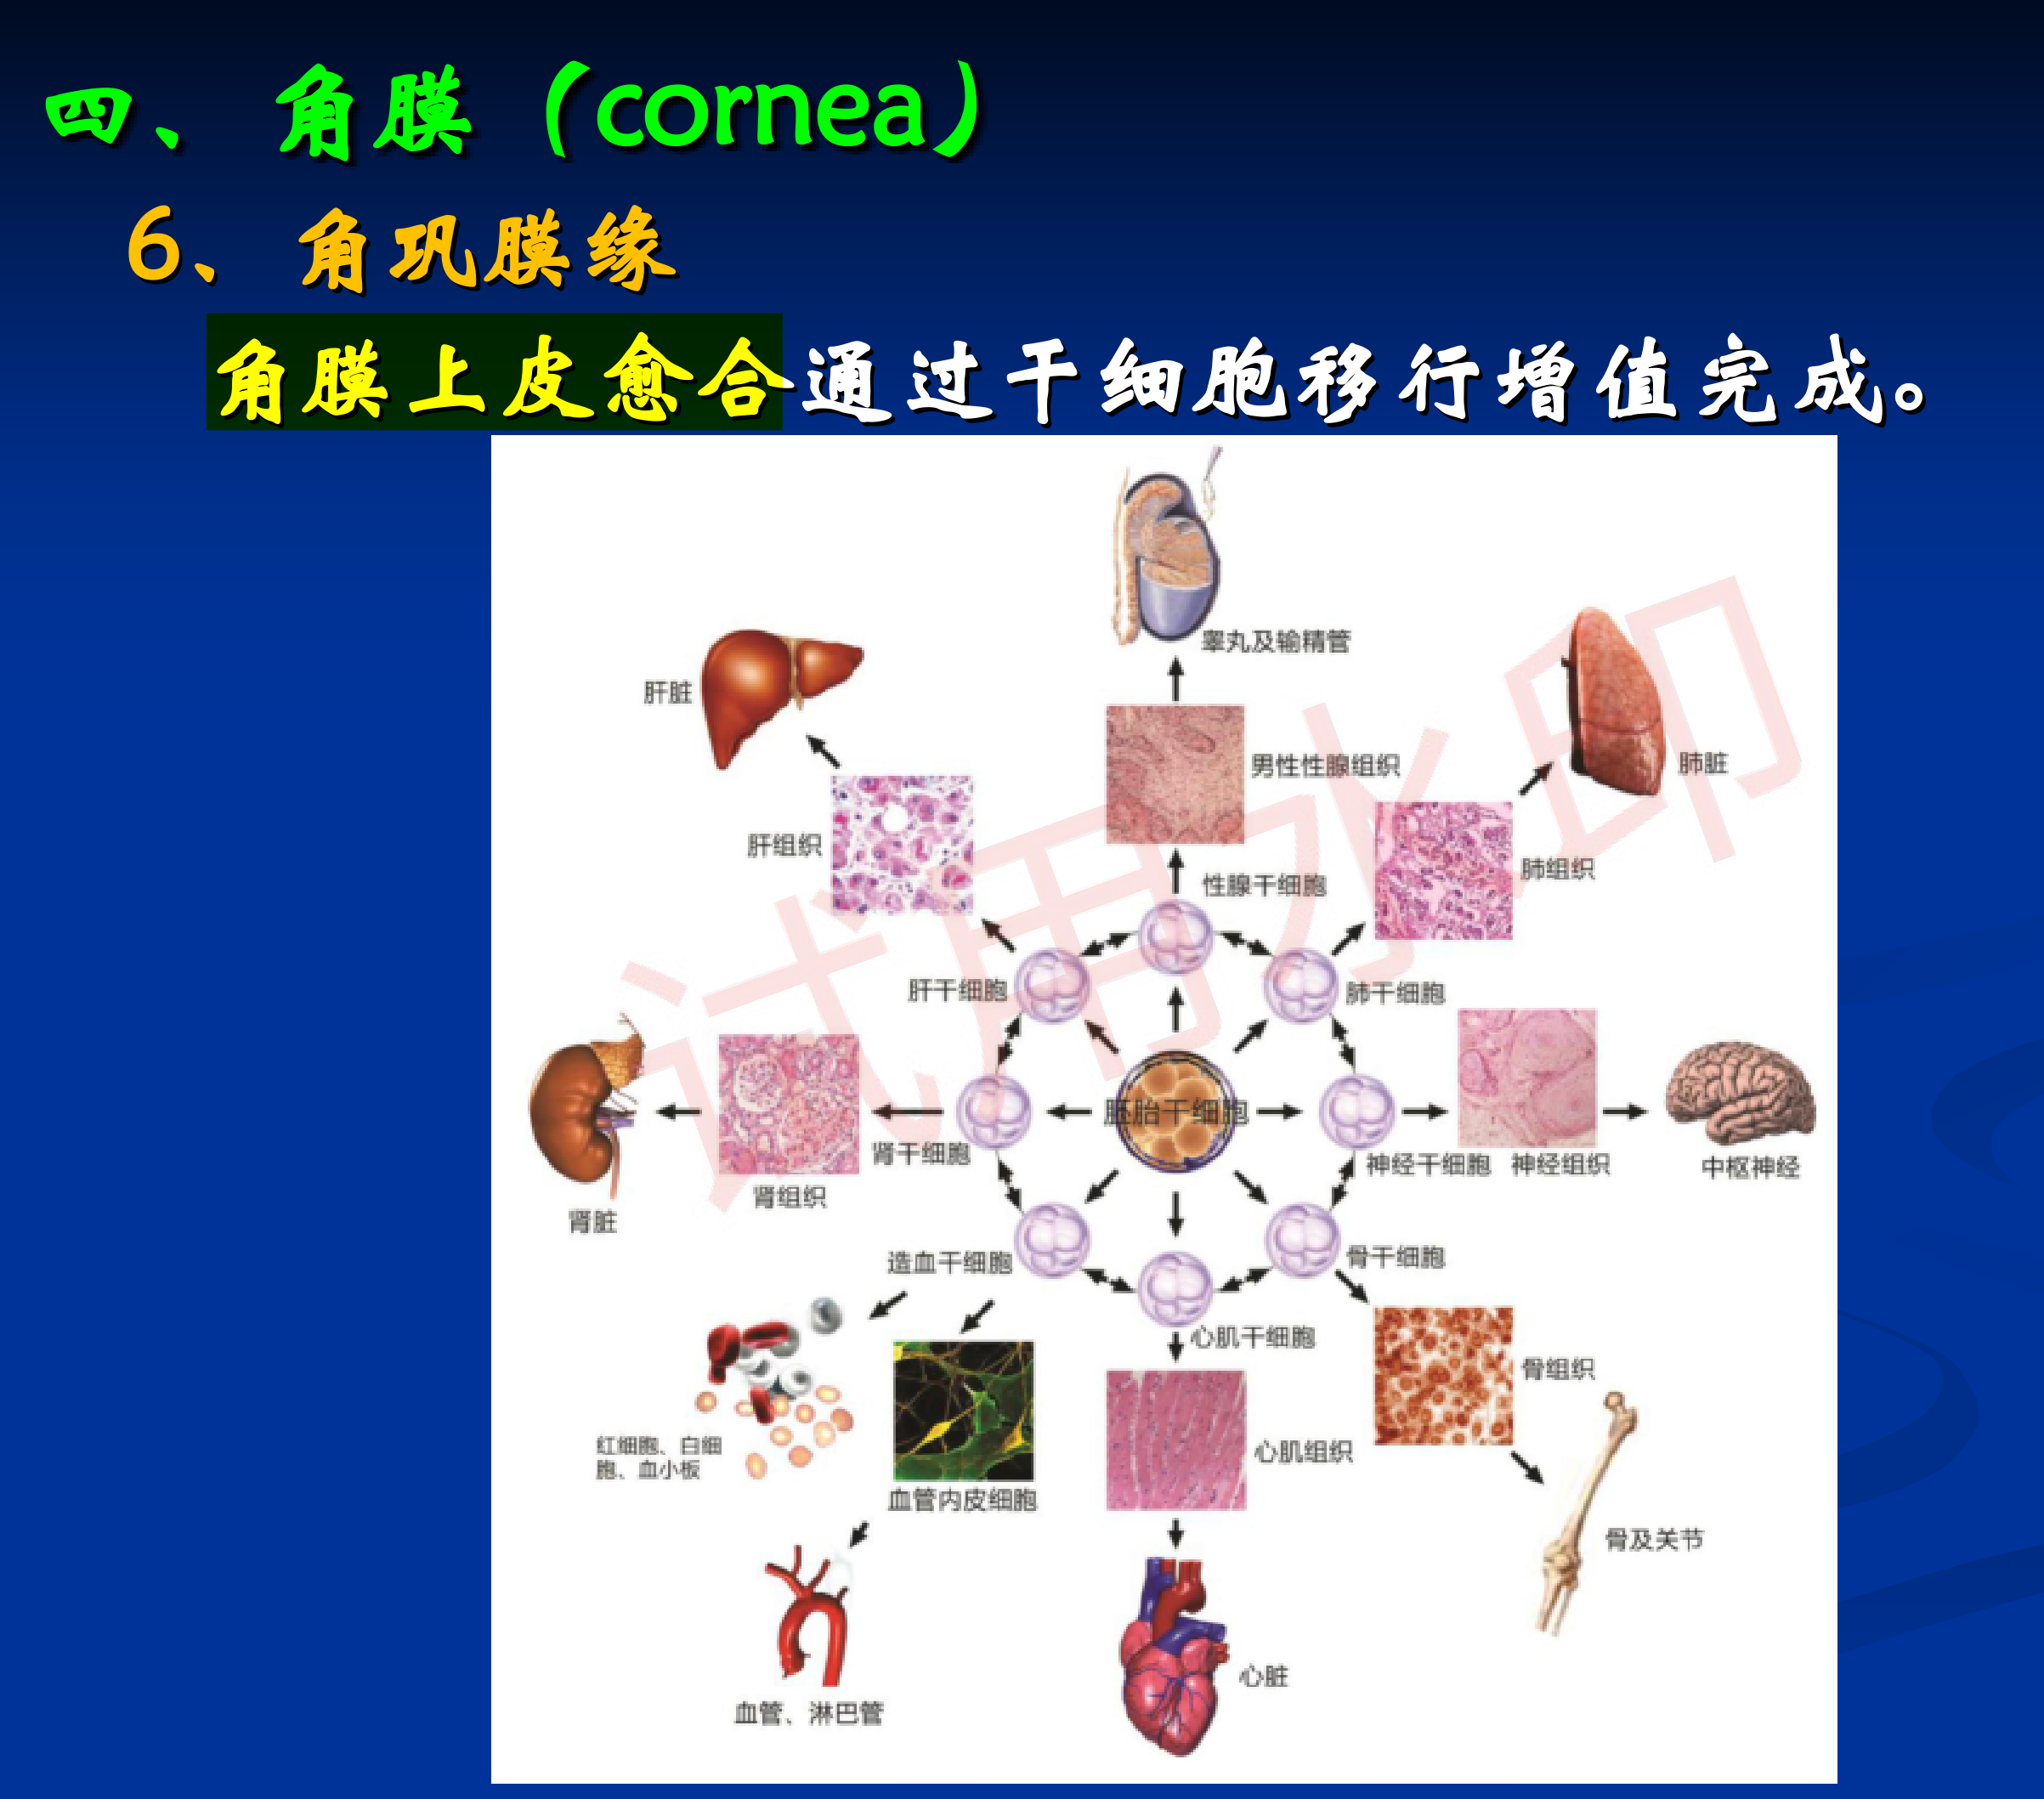 四、 角膜（cornea）
6、 角巩膜缘
角膜上皮愈合通过干细胞移行增值完成。
睾丸及输精管
肝脏
男性性腺组织
肺脏
肝组织
肺组织
性腺干细胞
肝干细胞
肺干细胞
胚胎干细胞
肾干细胞
神经干细胞
神经组织
中枢神经
肾组织
肾脏
造血干细胞
骨干细胞
心肌干细胞
骨组织
红细胞、白细
胞、血小板
心肌组织
血管内皮细胞
骨及关节
心脏
血管、淋巴管
试用水印